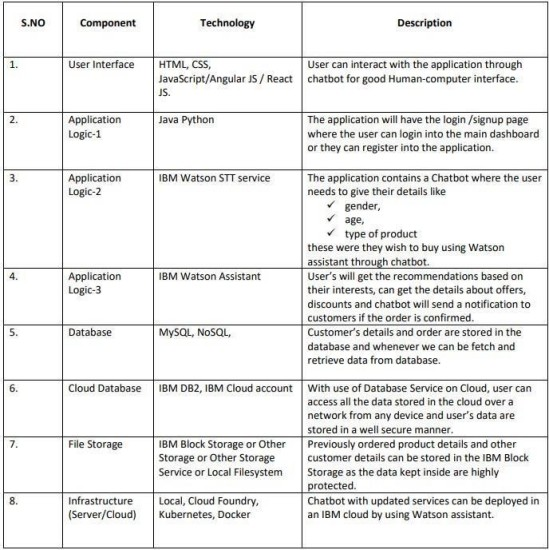 S.NO Component Technology Description
1. User Interface HTML, CSS,
JavaScript/Angular JS / React
JS.
User can interact with the application through
chatbot for good Human-computer interface.
2. Application
Logic-1
Java Python
The application will have the login /signup page
where the user can login into the main dashboard
or they can register into the application.
3. Application
Logic-2
IBM Watson STT service
The application contains a Chatbot where the user
needs to give their details like
✓ gender,
✓ age,
✓ type of product
these were they wish to buy using Watson
assistant through chatbot.
4. Application
Logic-3
IBM Watson Assistant
User's will get the recommendations based on
their interests, can get the details about offers,
discounts and chatbot will send a notification to
customers if the order is confirmed.
5. Database MySQL, NoSQL,
Customer's details and order are stored in the
database and whenever we can be fetch and
retrieve data from database.
6. Cloud Database IBM DB2, IBM Cloud account
With use of Database Service on Cloud, user can
access all the data stored in the cloud over a
network from any device and user's data are
stored in a well secure manner.
7. File Storage
IBM Block Storage or Other
Storage or Other Storage
Service or Local Filesystem
Previously ordered product details and other
customer details can be stored in the IBM Block
Storage as the data kept inside are highly
protected.
8. Infrastructure
(Server/Cloud)
Local, Cloud Foundry,
Kubernetes, Docker
Chatbot with updated services can be deployed in
an IBM cloud by using Watson assistant.